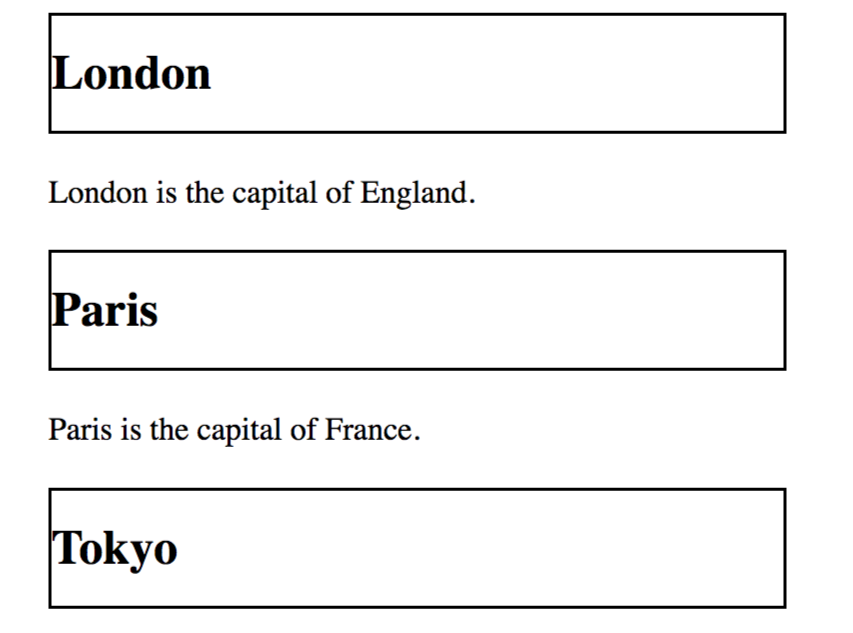 London
London is the capital of England.
Paris
Paris is the capital of France.
Tokyo